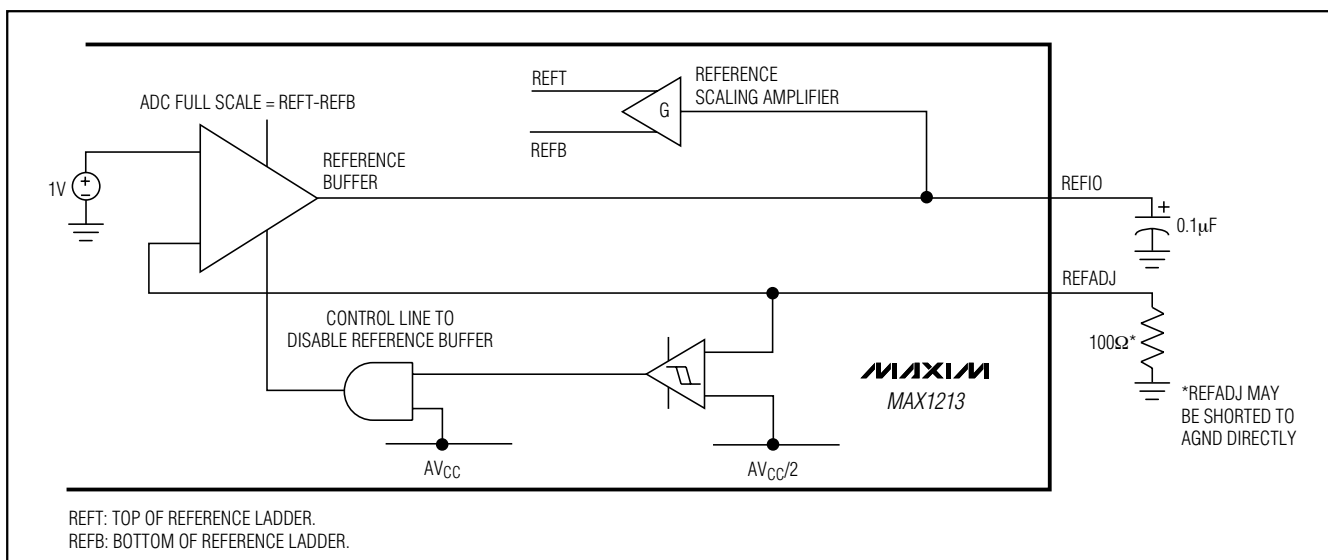 ADC FULL SCALE = REFT-REFB
REFT
REFB
G
REFERENCE
SCALING AMPLIFIER
1V
REFERENCE
BUFFER
REFIO
0.1µF
REFADJ
100Ω*
*REFADJ MAY
BE SHORTED TO
AGND DIRECTLY
CONTROL LINE TO
DISABLE REFERENCE BUFFER
MAXIM
MAX1213
AVCC
AVCC/2
REFT: TOP OF REFERENCE LADDER.
REFB: BOTTOM OF REFERENCE LADDER.